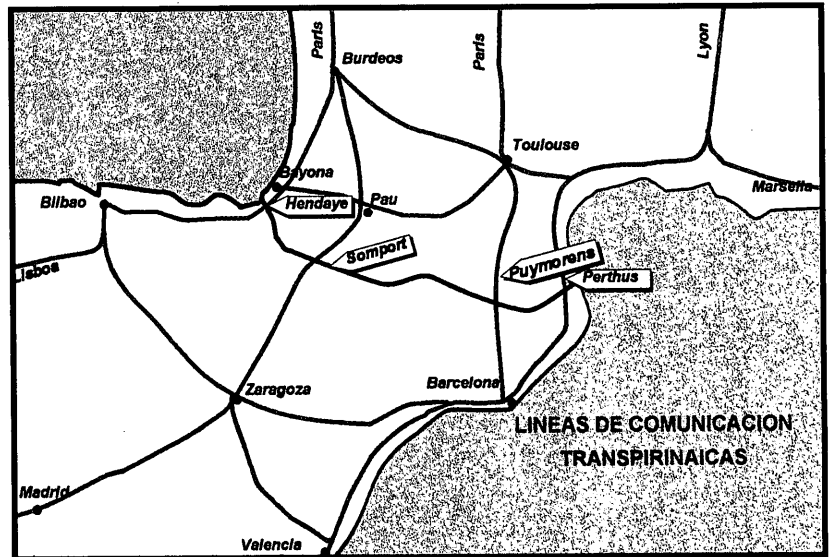 Paris
Burdeos
Paris
Lyon
Toulouse
Bayona
Marsella
Bilbao
Hendaye
Pau
Somport
Puymorens
Perthus
Lisboa
Zaragoza
Barcelona
LINEAS DE COMUNICACION
TRANSPIRINAICAS
Madrid
Valencia